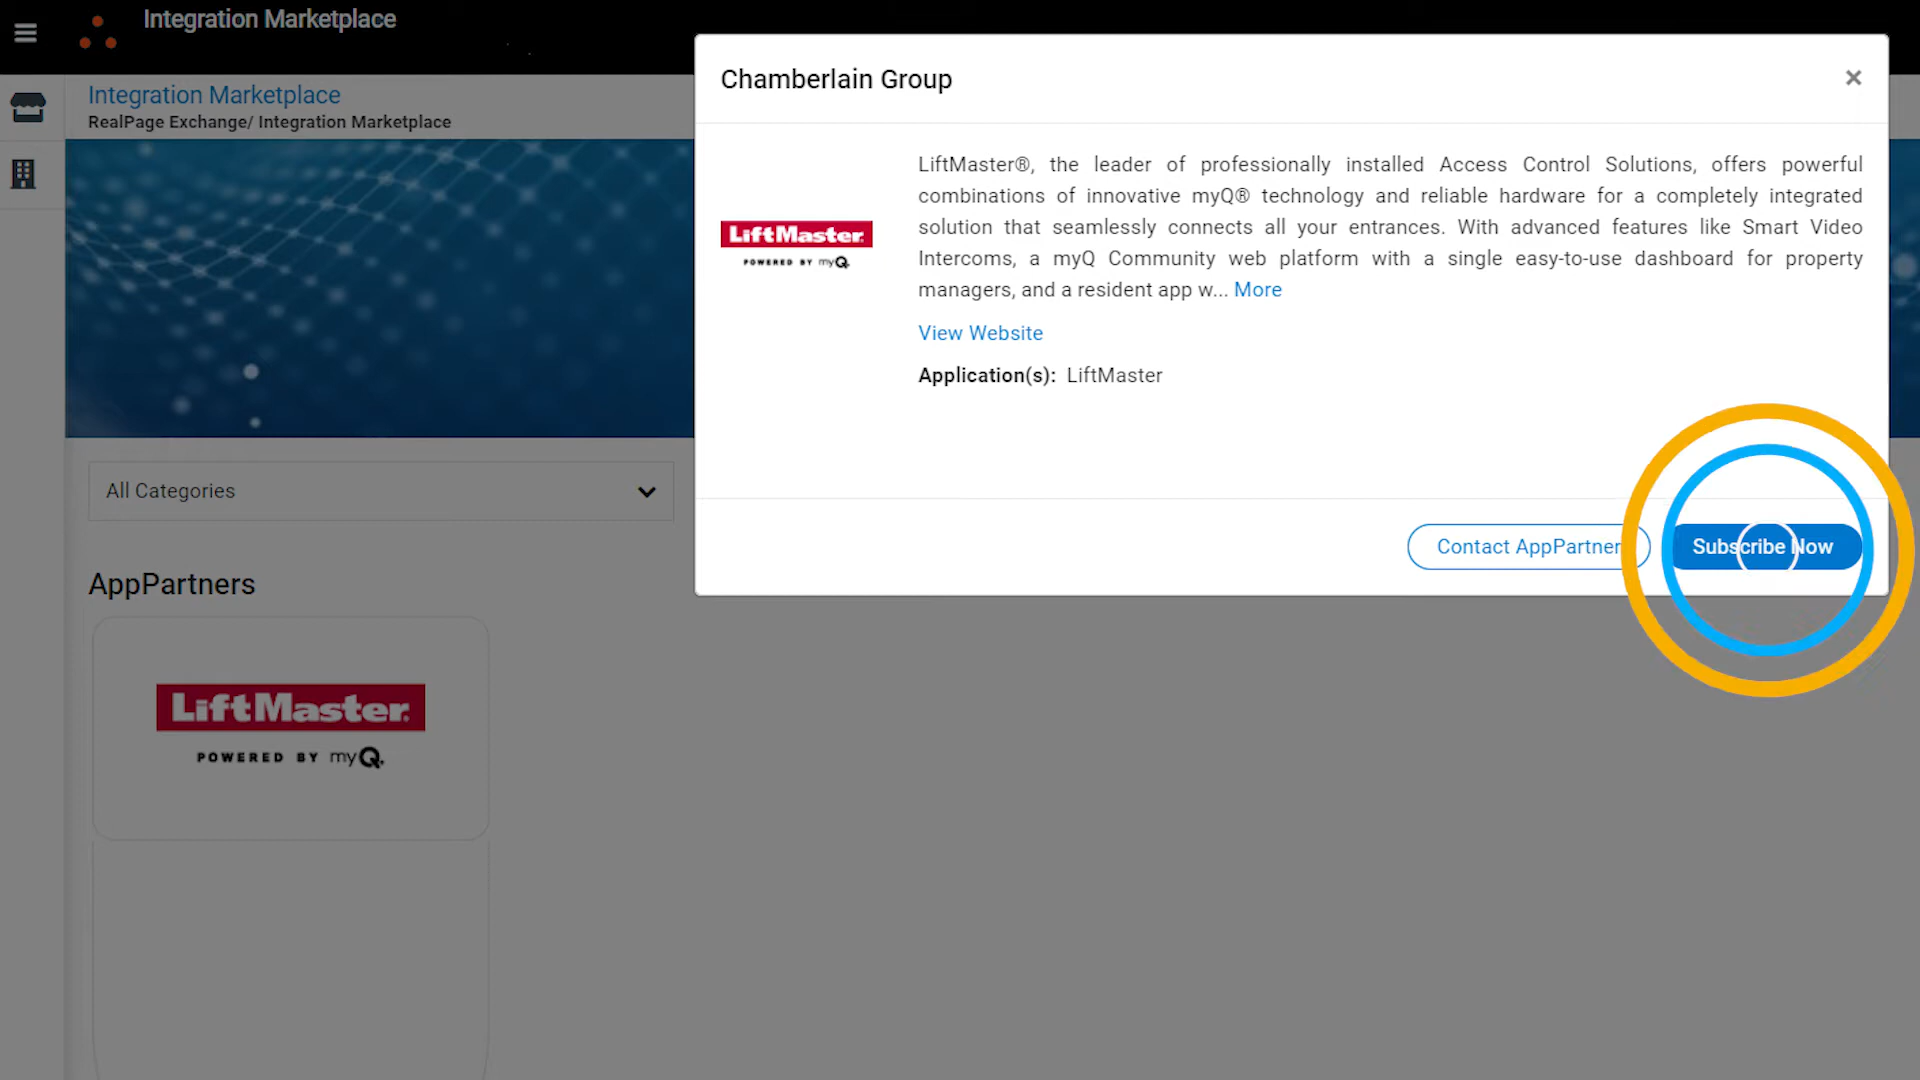 Integration Marketplace
Integration Marketplace
RealPage Exchange/ Integration Marketplace
All Categories
AppPartners
LiftMaster.
POWERED BY myQ.
Chamberlain Group
×
LiftMaster.
POWERED BY myQ.
LiftMaster®, the leader of professionally installed Access Control Solutions, offers powerful
combinations of innovative myQ® technology and reliable hardware for a completely integrated
solution that seamlessly connects all your entrances. With advanced features like Smart Video
Intercoms, a myQ Community web platform with a single easy-to-use dashboard for property
managers, and a resident app w... More
View Website
Application(s): LiftMaster
Contact AppPartner
Subscribe Now